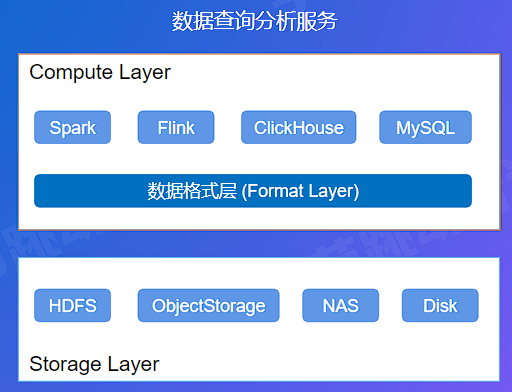 数据查询分析服务
Compute Layer
Spark Flink ClickHouse MySQL
数据格式层 (Format Layer)
HDFS ObjectStorage NAS Disk
Storage Layer